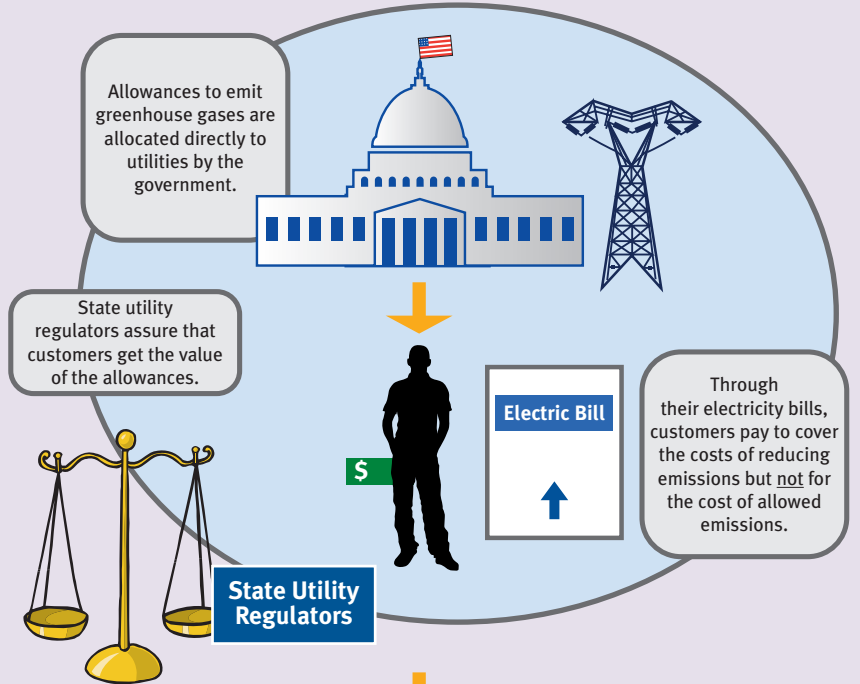 Allowances to emit
greenhouse gases are
allocated directly to
utilities by the
government.
State utility
regulators assure that
customers get the value
of the allowances.
$
Electric Bill
Through
their electricity bills,
customers pay to cover
the costs of reducing
emissions but not for
the cost of allowed
emissions.
State Utility
Regulators